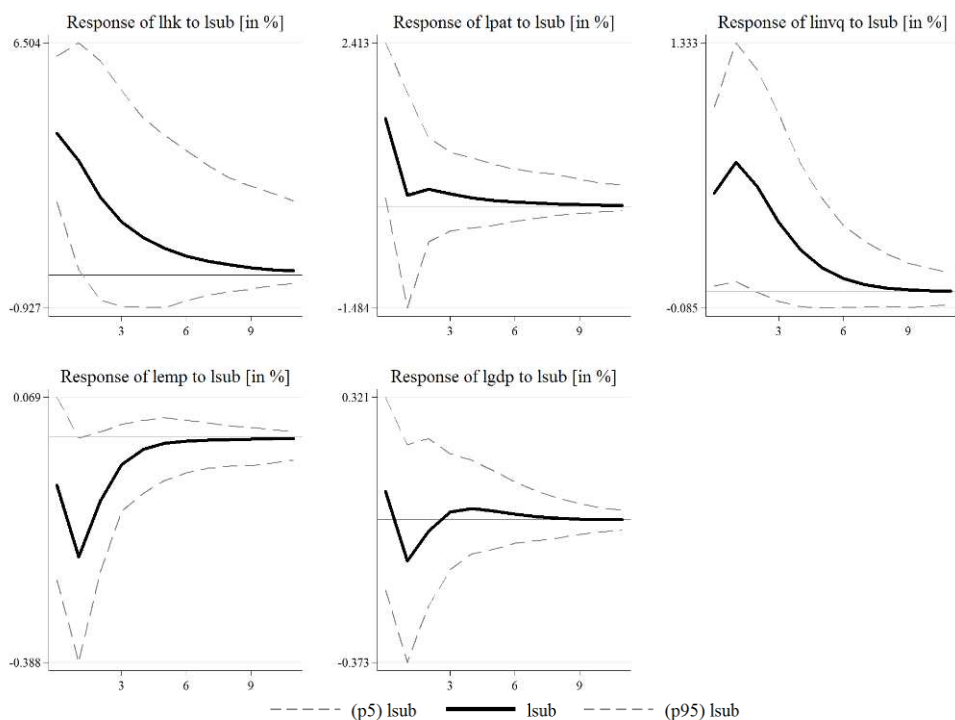 Response of lhk to lsub [in %]
6.504
-0.927
3 6 9
Response of lpat to lsub [in %]
2.413
-1.184
3 6 9
Response of linvq to lsub [in %]
1.333
-0.085
3 6 9
Response of lemp to lsub [in %]
0.069
-0.388
3 6 9
Response of lgdp to lsub [in %]
0.321
-0.373
3 6 9
(p5) lsub lsub (p95) lsub